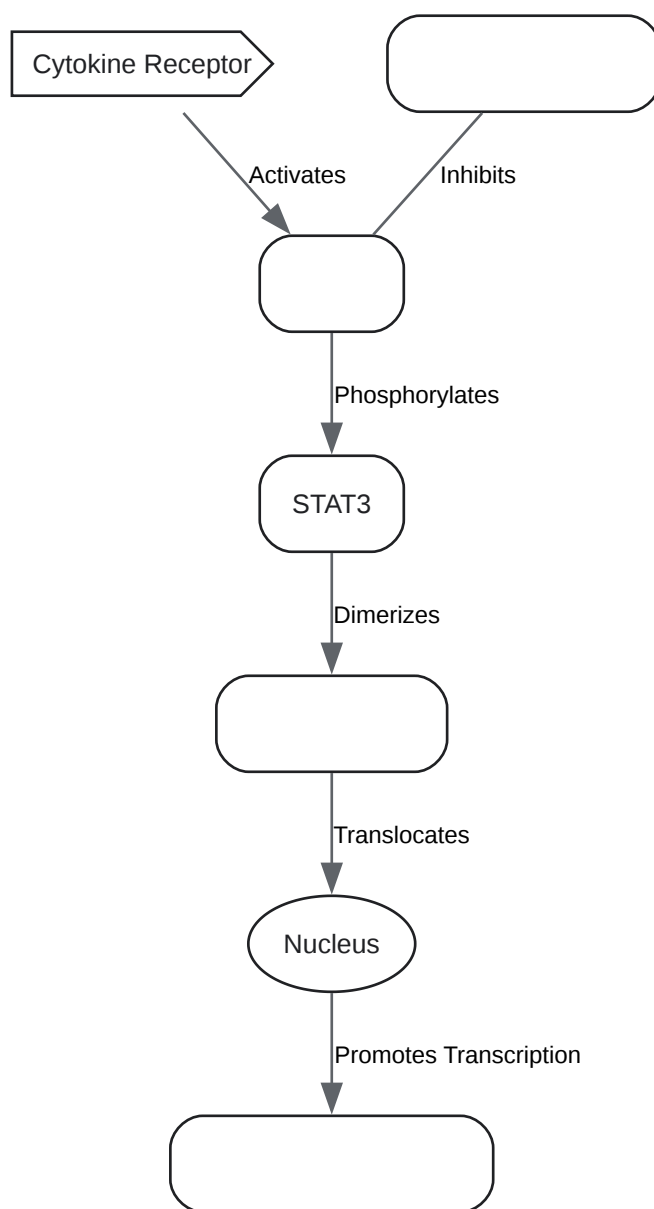 Cytokine Receptor
Activates
Inhibits
Phosphorylates
STAT3
Dimerizes
Translocates
Nucleus
Promotes Transcription